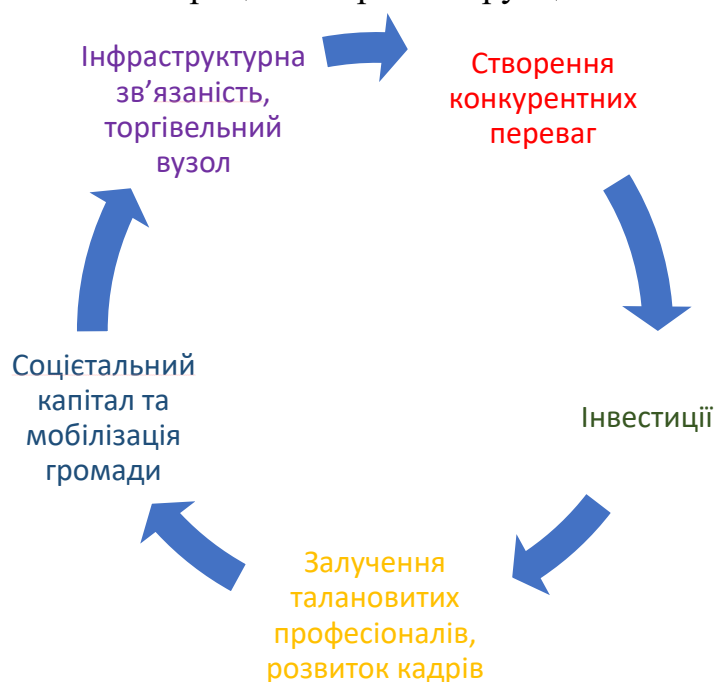 Інфраструктурна
зв’язаність,
торгівельний
вузол
Створення
конкурентних
переваг
Інвестиції
Залучення
талановитих
професіоналів,
розвиток кадрів
Соцієтальний
капітал та
мобілізація
громади